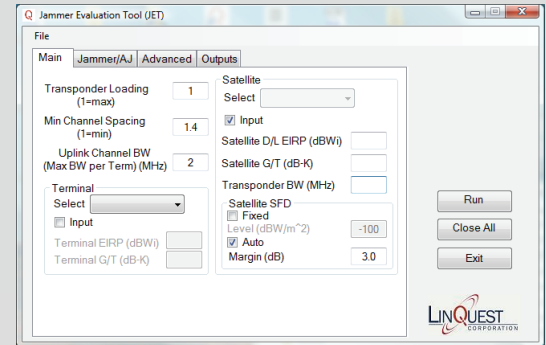 Q Jammer Evaluation Tool (JET)
File
Main Jammer/AJ Advanced Outputs
Transponder Loading
(1=max)
1
Min Channel Spacing
(1=min)
1.4
Uplink Channel BW
(Max BW per Term) (MHz)
2
Terminal
Select
Input
Terminal EIRP (dBWi)
Terminal G/T (dB-K)
Satellite
Select
Input
Satellite D/L EIRP (dBWi)
Satellite G/T (dB-K)
Transponder BW (MHz)
Satellite SFD
Fixed
Level (dBW/m^2)
-100
Auto
Margin (dB)
3.0
Run
Close All
Exit
LINQUEST
CORPORATION